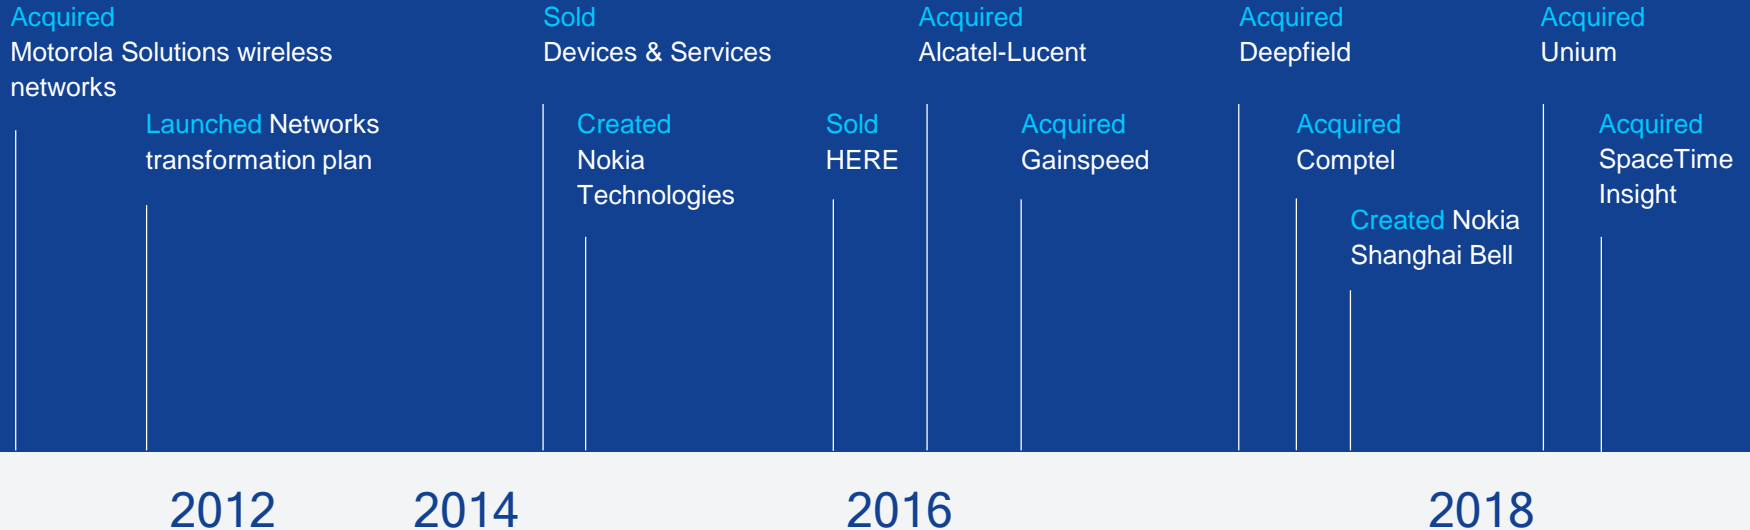 Acquired
Motorola Solutions wireless
networks
Launched Networks
transformation plan
Sold
Devices & Services
Created
Nokia
Technologies
Sold
HERE
Acquired
Alcatel-Lucent
Acquired
Gainspeed
Acquired
Deepfield
Acquired
Comptel
Created Nokia
Shanghai Bell
Acquired
Unium
Acquired
SpaceTime
Insight
2012
2014
2016
2018